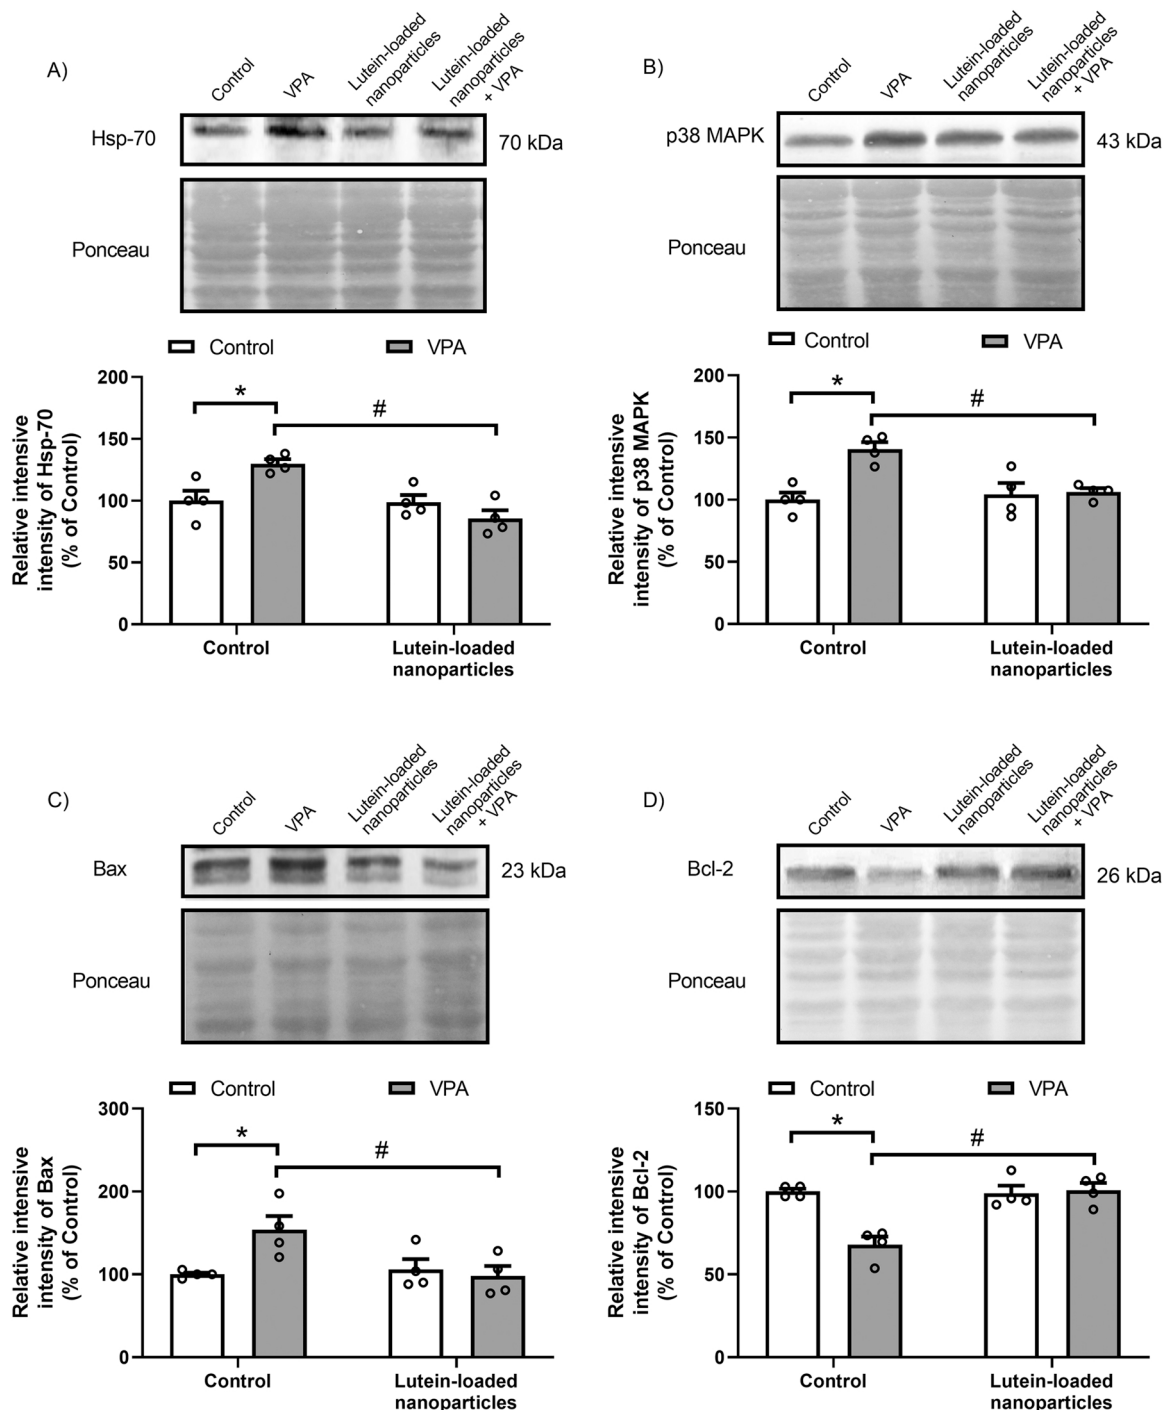 A)
Control
VPA
Lutein-loaded
nanoparticles
Lutein-loaded
nanoparticles
+ VPA
Hsp-70
70 kDa
Ponceau
Control
VPA
Relative intensive
intensity of Hsp-70
(% of Control)
200
150
100
50
0
*
#
Control
Lutein-loaded
nanoparticles
B)
Control
VPA
Lutein-loaded
nanoparticles
Lutein-loaded
nanoparticles
+ VPA
p38 MAPK
43 kDa
Ponceau
Control
VPA
Relative intensive
intensity of p38 MAPK
(% of Control)
200
150
100
50
0
*
#
Control
Lutein-loaded
nanoparticles
C)
Control
VPA
Lutein-loaded
nanoparticles
Lutein-loaded
nanoparticles
+ VPA
Bax
23 kDa
Ponceau
Control
VPA
Relative intensive
intensity of Bax
(% of Control)
300
200
100
0
*
#
Control
Lutein-loaded
nanoparticles
D)
Control
VPA
Lutein-loaded
nanoparticles
Lutein-loaded
nanoparticles
+ VPA
Bcl-2
26 kDa
Ponceau
Control
VPA
Relative intensive
intensity of Bcl-2
(% of Control)
150
100
50
0
*
#
Control
Lutein-loaded
nanoparticles